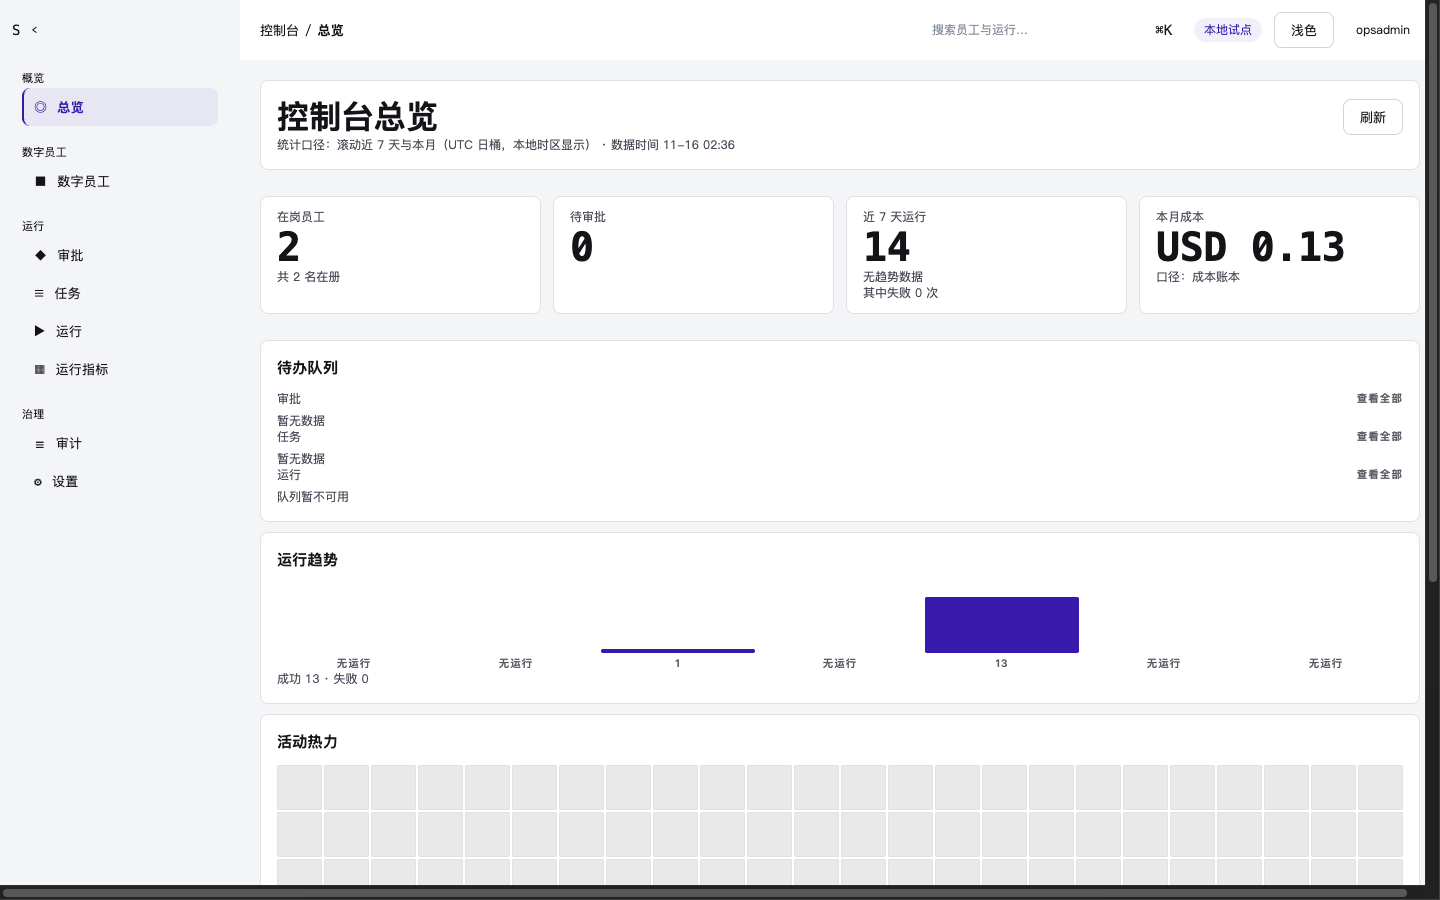 S <
控制台 / 总览
搜索员工与运行...
⌘K
本地试点
浅色
opsadmin
概览
◎ 总览
数字员工
■ 数字员工
运行
◆ 审批
≡ 任务
▶ 运行
▦ 运行指标
治理
≡ 审计
⚙ 设置
控制台总览
统计口径：滚动近 7 天与本月（UTC 日桶，本地时区显示） · 数据时间 11-16 02:36
刷新
在岗员工
2
共 2 名在册
待审批
0
近 7 天运行
14
无趋势数据
其中失败 0 次
本月成本
USD 0.13
口径：成本账本
待办队列
审批 查看全部
暂无数据
任务 查看全部
暂无数据
运行 查看全部
队列暂不可用
运行趋势
无运行 无运行 1 无运行 13 无运行 无运行
成功 13 · 失败 0
活动热力